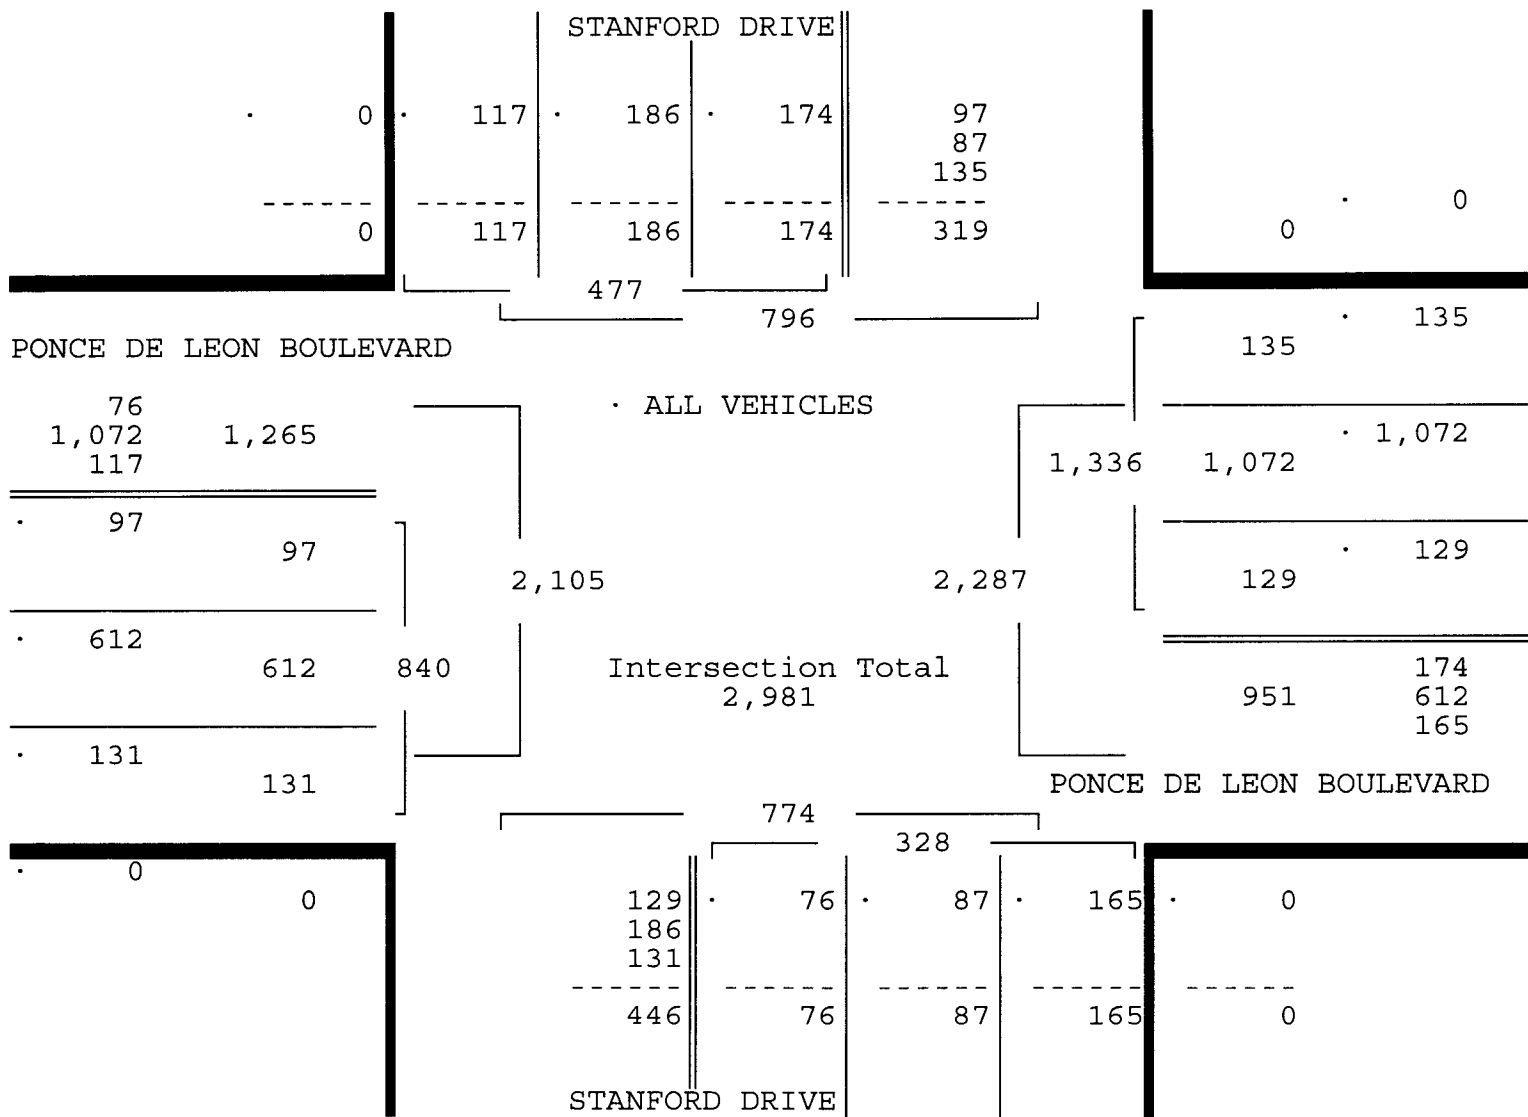 STANFORD DRIVE
· 0 · 117 · 186 · 174 97
87
135
------ ------ ------ ------ ------ · 0
0 117 186 174 319 0
477
796 · 135
PONCE DE LEON BOULEVARD 135
76 · ALL VEHICLES
1,072 1,265 · 1,072
117 1,336 1,072
· 97
97 · 129
2,105 2,287 129
· 612
612 840 Intersection Total 174
2,981 951 612
165
· 131
131 PONCE DE LEON BOULEVARD
774
328
· 0
0 129 · 76 · 87 · 165 · 0
186
131
------ ------ ------ ------ ------
446 76 87 165 0
STANFORD DRIVE